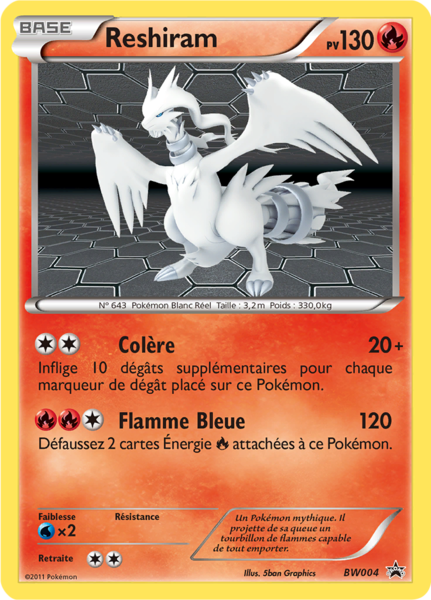 BASE
Reshiram
PV130
N° 643 Pokémon Blanc Réel Taille : 3,2m Poids : 330,0kg
Colère 20+
Inflige 10 dégâts supplémentaires pour chaque
marqueur de dégât placé sur ce Pokémon.
Flamme Bleue 120
Défaussez 2 cartes Énergie attachées à ce Pokémon.
Faiblesse
Résistance
×2
Un Pokémon mythique. Il
projette de sa queue un
tourbillon de flammes capable
de tout emporter.
Retraite
©2011 Pokémon
Illus. 5ban Graphics
BW004